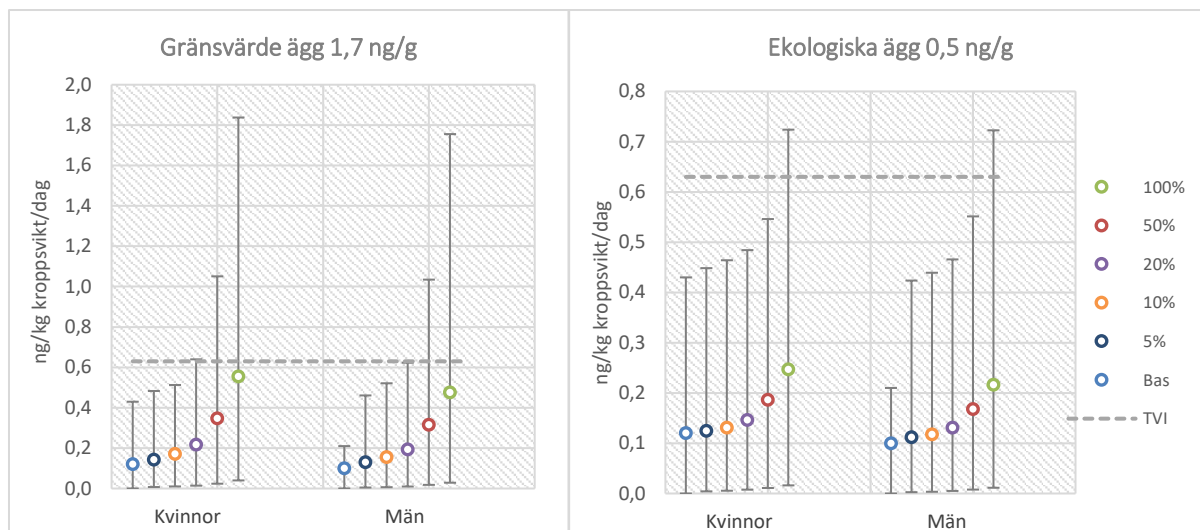 Gränsvärde ägg 1,7 ng/g
ng/kg kroppsvikt/dag
2,0
1,8
1,6
1,4
1,2
1,0
0,8
0,6
0,4
0,2
0,0
Kvinnor
Män
Ekologiska ägg 0,5 ng/g
ng/kg kroppsvikt/dag
0,8
0,7
0,6
0,5
0,4
0,3
0,2
0,1
0,0
Kvinnor
Män
100%
50%
20%
10%
5%
Bas
TVI